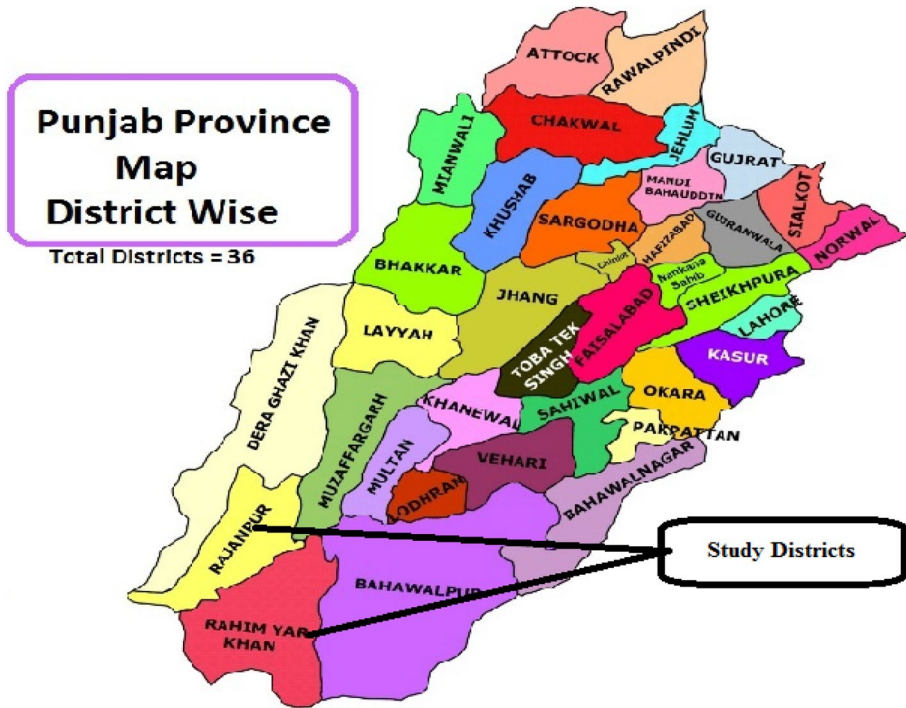 Punjab Province
Map
District Wise
Total Districts = 36
ATTOCK
RAWALPINDI
CHAKWAL
JEHLUM
GUJRAT
MIANWALI
KHUSHAB
MANDI
BAHAUDDIN
SIALKOT
SARGODHA
HAFIZABAD
GUJRANWALA
NORWAL
BHAKKAR
Chiniot
Nankana
Sahib
SHEIKHPURA
JHANG
FAISALABAD
LAHORE
LAYYAH
TOBA TEK
SINGH
KASUR
DERA GHAZI KHAN
OKARA
KHANEWAL
SAHIWAL
PAKPATTAN
MUZAFFARGARH
MULTAN
VEHARI
LODHRAN
BAHAWALNAGAR
RAJANPUR
Study Districts
BAHAWALPUR
RAHIM YAR
KHAN